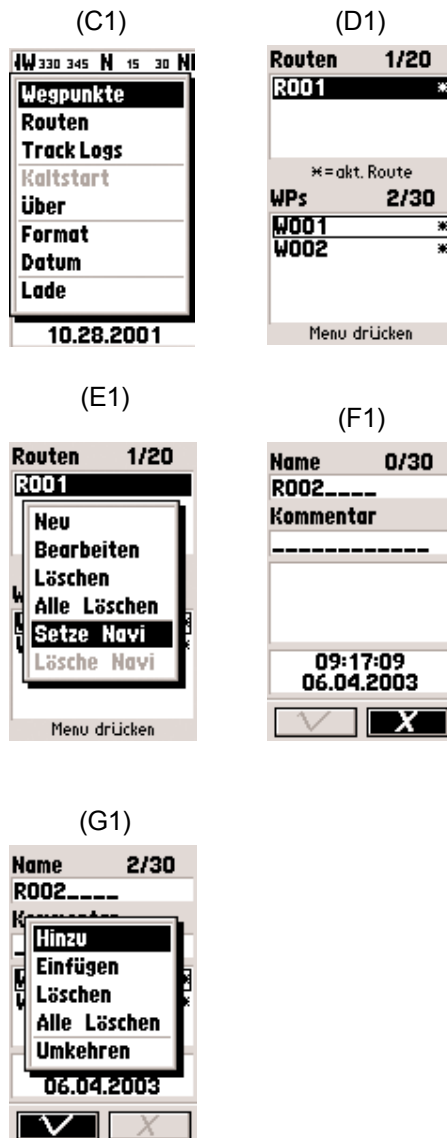 (C1)
(D1)
W 330 345 N 15 30 N
Wegpunkte
Routen
Track Logs
Kaltstart
Über
Format
Datum
Lade
10.28.2001
Routen 1/20
R001 *
*=akt. Route
WPs 2/30
W001 *
W002 *
Menu drücken
(E1)
(F1)
Routen 1/20
R001
Neu
Bearbeiten
Löschen
Alle Löschen
Setze Navi
Lösche Navi
Menu drücken
Name 0/30
R002____
Kommentar
_____________
09:17:09
06.04.2003
X
(G1)
Name 2/30
R002____
Hinzu
Einfügen
Löschen
Alle Löschen
Umkehren
06.04.2003
X